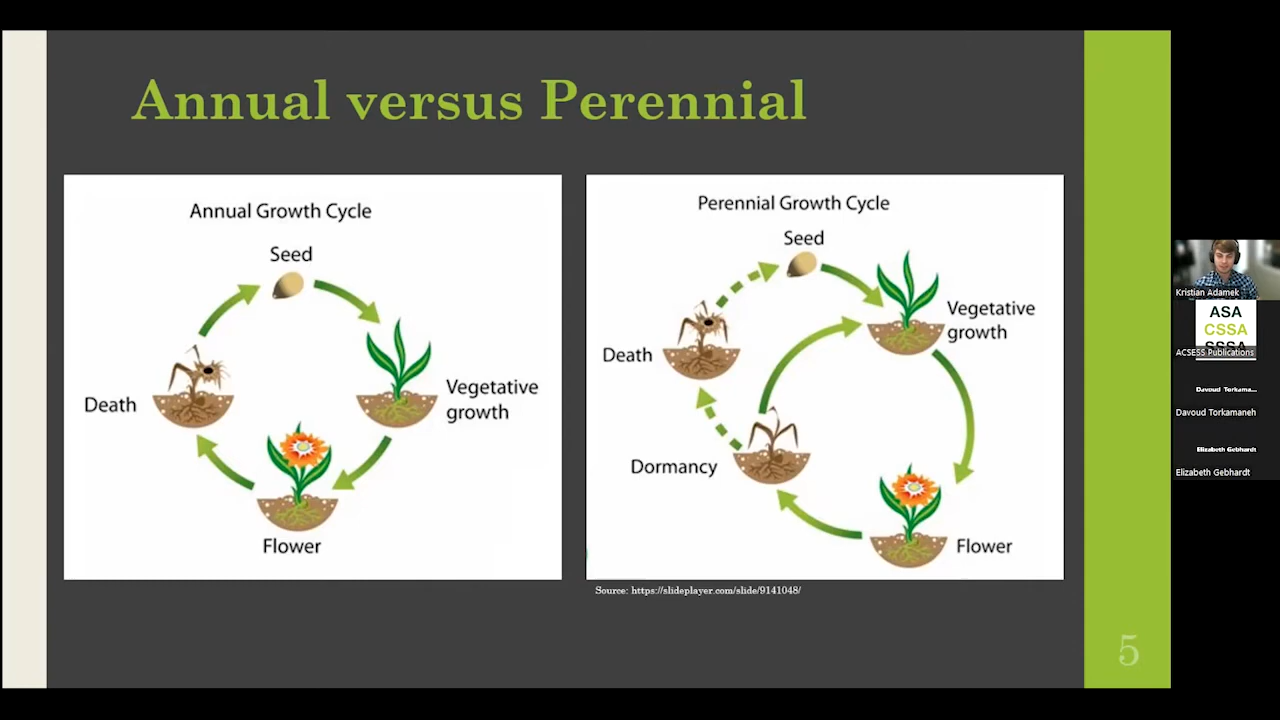 Annual versus Perennial
Annual Growth Cycle
Seed
Vegetative
growth
Flower
Death
Perennial Growth Cycle
Seed
Vegetative
growth
Flower
Dormancy
Death
Source: https://slideplayer.com/slide/9141048/
5
Kristian Adamek
ASA
CSSA
SSSA
ACSESS Publications
Davoud Torkama...
Davoud Torkamaneh
Elizabeth Gebhardt
Elizabeth Gebhardt